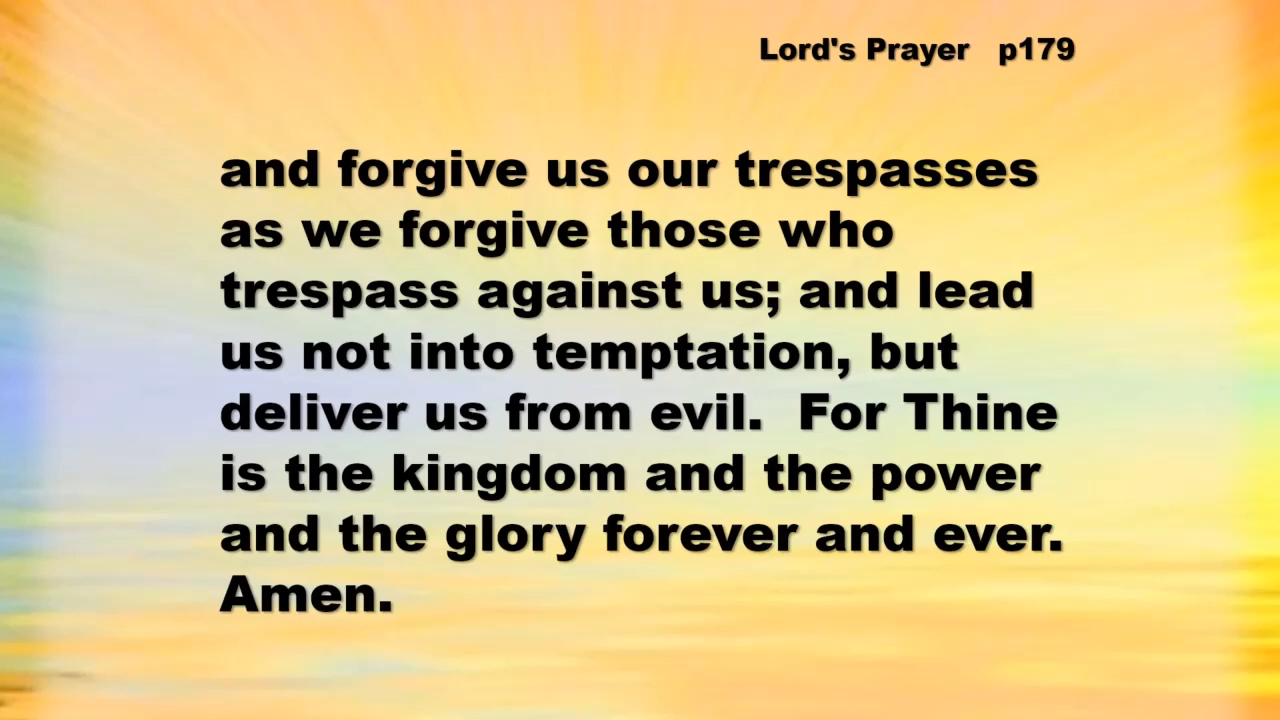 Lord's Prayer   p179
and forgive us our trespasses
as we forgive those who
trespass against us; and lead
us not into temptation, but
deliver us from evil.  For Thine
is the kingdom and the power
and the glory forever and ever.
Amen.